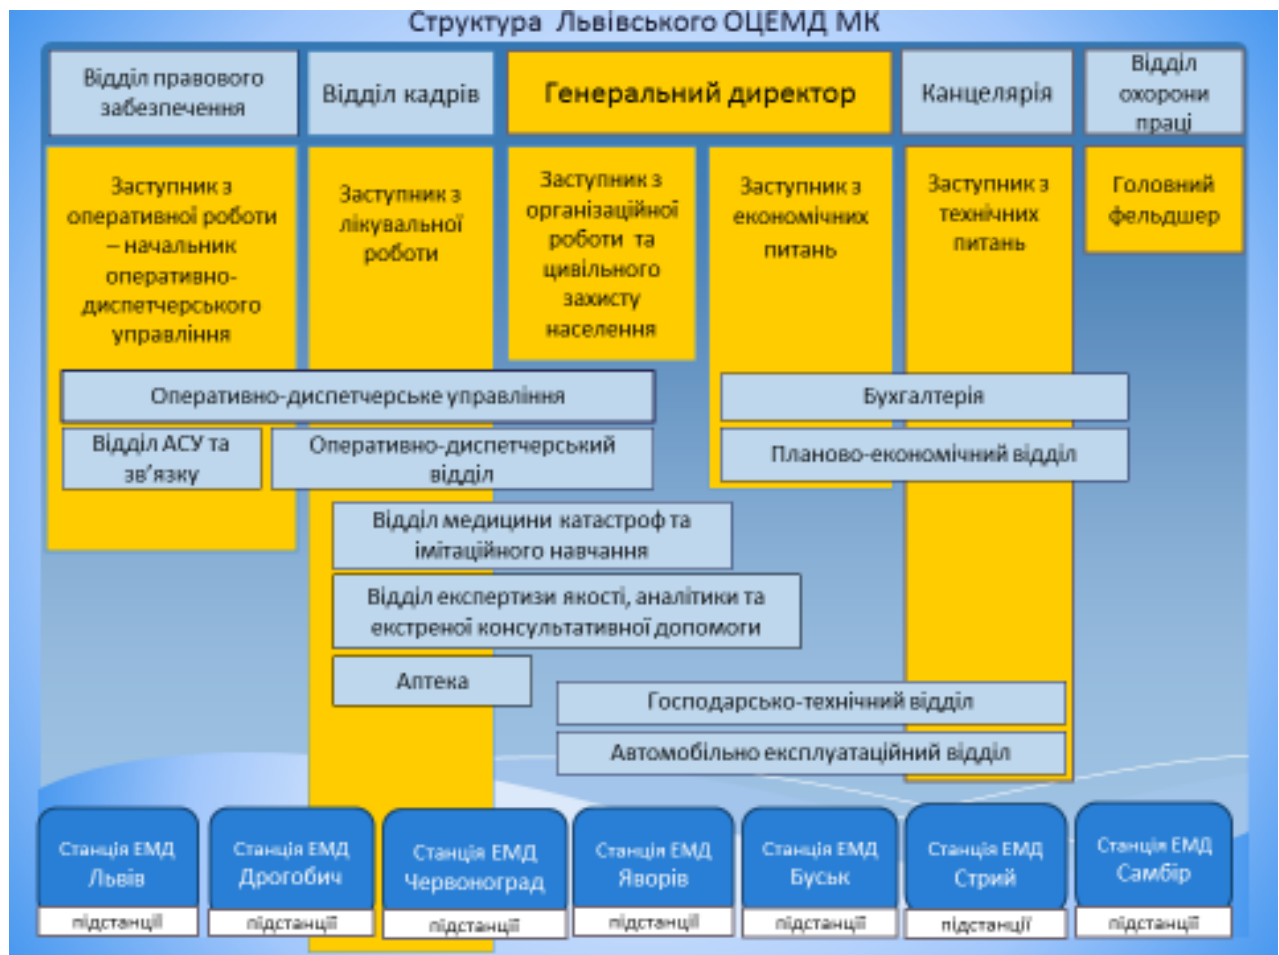 Структура Львівського ОЦЕМД МК
Відділ правового
забезпечення
Відділ кадрів
Генеральний директор
Канцелярія
Відділ
охорони
праці
Заступник з
оперативної роботи
– начальник
оперативно-
диспетчерського
управління
Заступник з
лікувальної
роботи
Заступник з
організаційної
роботи та
цивільного
захисту
населення
Заступник з
економічних
питань
Заступник з
технічних
питань
Головний
фельдшер
Оперативно-диспетчерське управління
Бухгалтерія
Відділ АСУ та
зв’язку
Оперативно-диспетчерський
відділ
Планово-економічний відділ
Відділ медицини катастроф та
імітаційного навчання
Відділ експертизи якості, аналітики та
екстреної консультативної допомоги
Аптека
Господарсько-технічний відділ
Автомобільно експлуатаційний відділ
Станція ЕМД
Львів
підстанції
Станція ЕМД
Дрогобич
підстанції
Станція ЕМД
Червоноград
підстанції
Станція ЕМД
Яворів
підстанції
Станція ЕМД
Буськ
підстанції
Станція ЕМД
Стрий
підстанції
Станція ЕМД
Самбір
підстанції